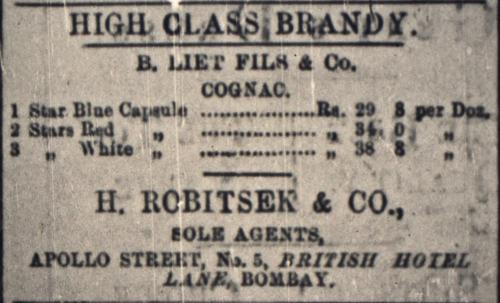 HIGH CLASS BRANDY.
B. LIET FILS & Co.
COGNAC.
1 Star Blue Capsule .................. Rs. 29 8 per Doz.
2 Stars Red „ .................. „ 34 0 „
3 „ White „ .................. „ 38 8 „
H. ROBITSEK & CO.,
SOLE AGENTS,
APOLLO STREET, No. 5, BRITISH HOTEL
LANE, BOMBAY.